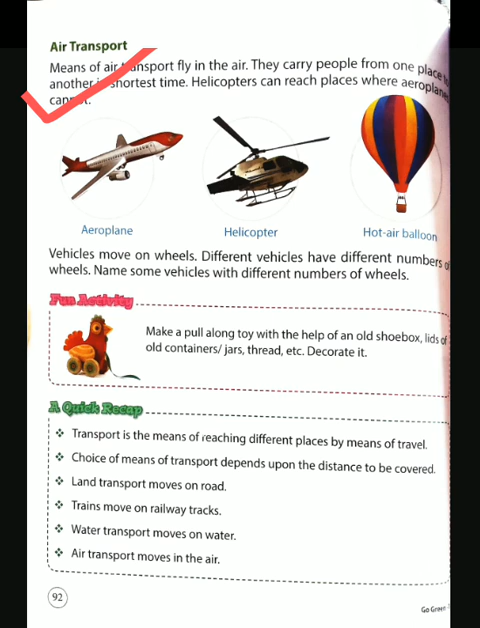 Air Transport
Means of air transport fly in the air. They carry people from one place to
another in shortest time. Helicopters can reach places where aeroplanes
cannot.
Aeroplane
Helicopter
Hot-air balloon
Vehicles move on wheels. Different vehicles have different numbers of
wheels. Name some vehicles with different numbers of wheels.
Fun Activity
Make a pull along toy with the help of an old shoebox, lids of
old containers/ jars, thread, etc. Decorate it.
A Quick Recap
❖ Transport is the means of reaching different places by means of travel.
❖ Choice of means of transport depends upon the distance to be covered.
❖ Land transport moves on road.
❖ Trains move on railway tracks.
❖ Water transport moves on water.
❖ Air transport moves in the air.
92
Go Green